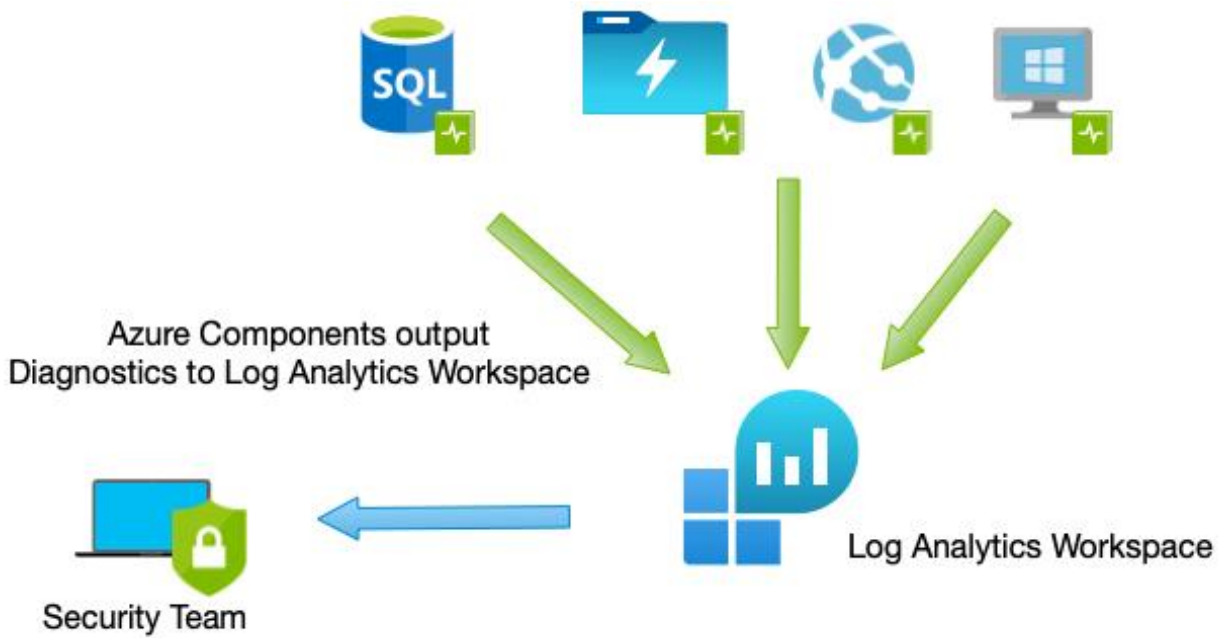 SQL
Azure Components output
Diagnostics to Log Analytics Workspace
Log Analytics Workspace
Security Team